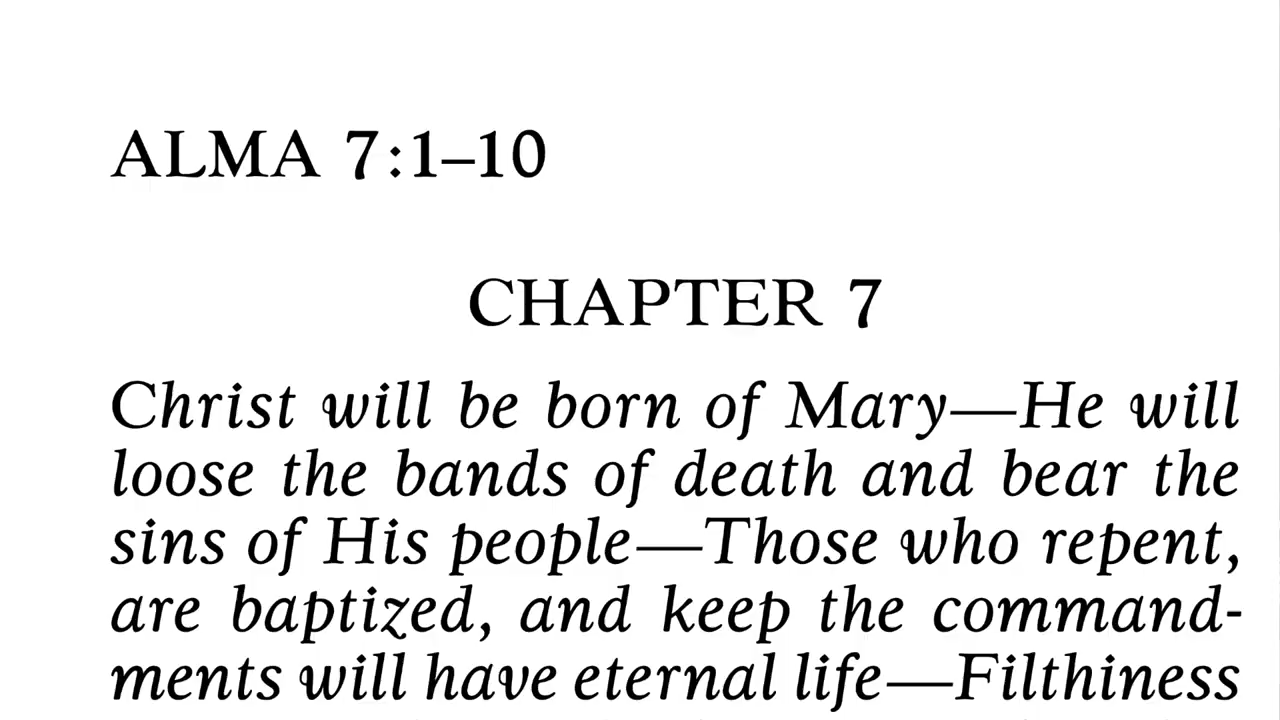 ALMA 7:1–10
CHAPTER 7
Christ will be born of Mary—He will
loose the bands of death and bear the
sins of His people—Those who repent,
are baptized, and keep the command-
ments will have eternal life—Filthiness